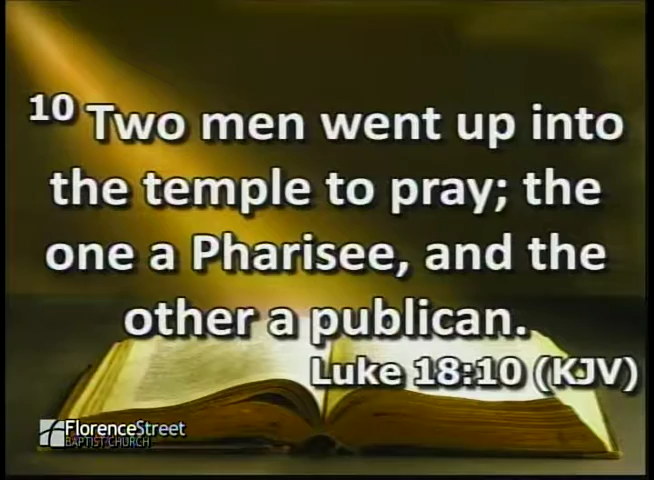 10 Two men went up into
the temple to pray; the
one a Pharisee, and the
other a publican.
Luke 18:10 (KJV)
FlorenceStreet
BAPTIST CHURCH